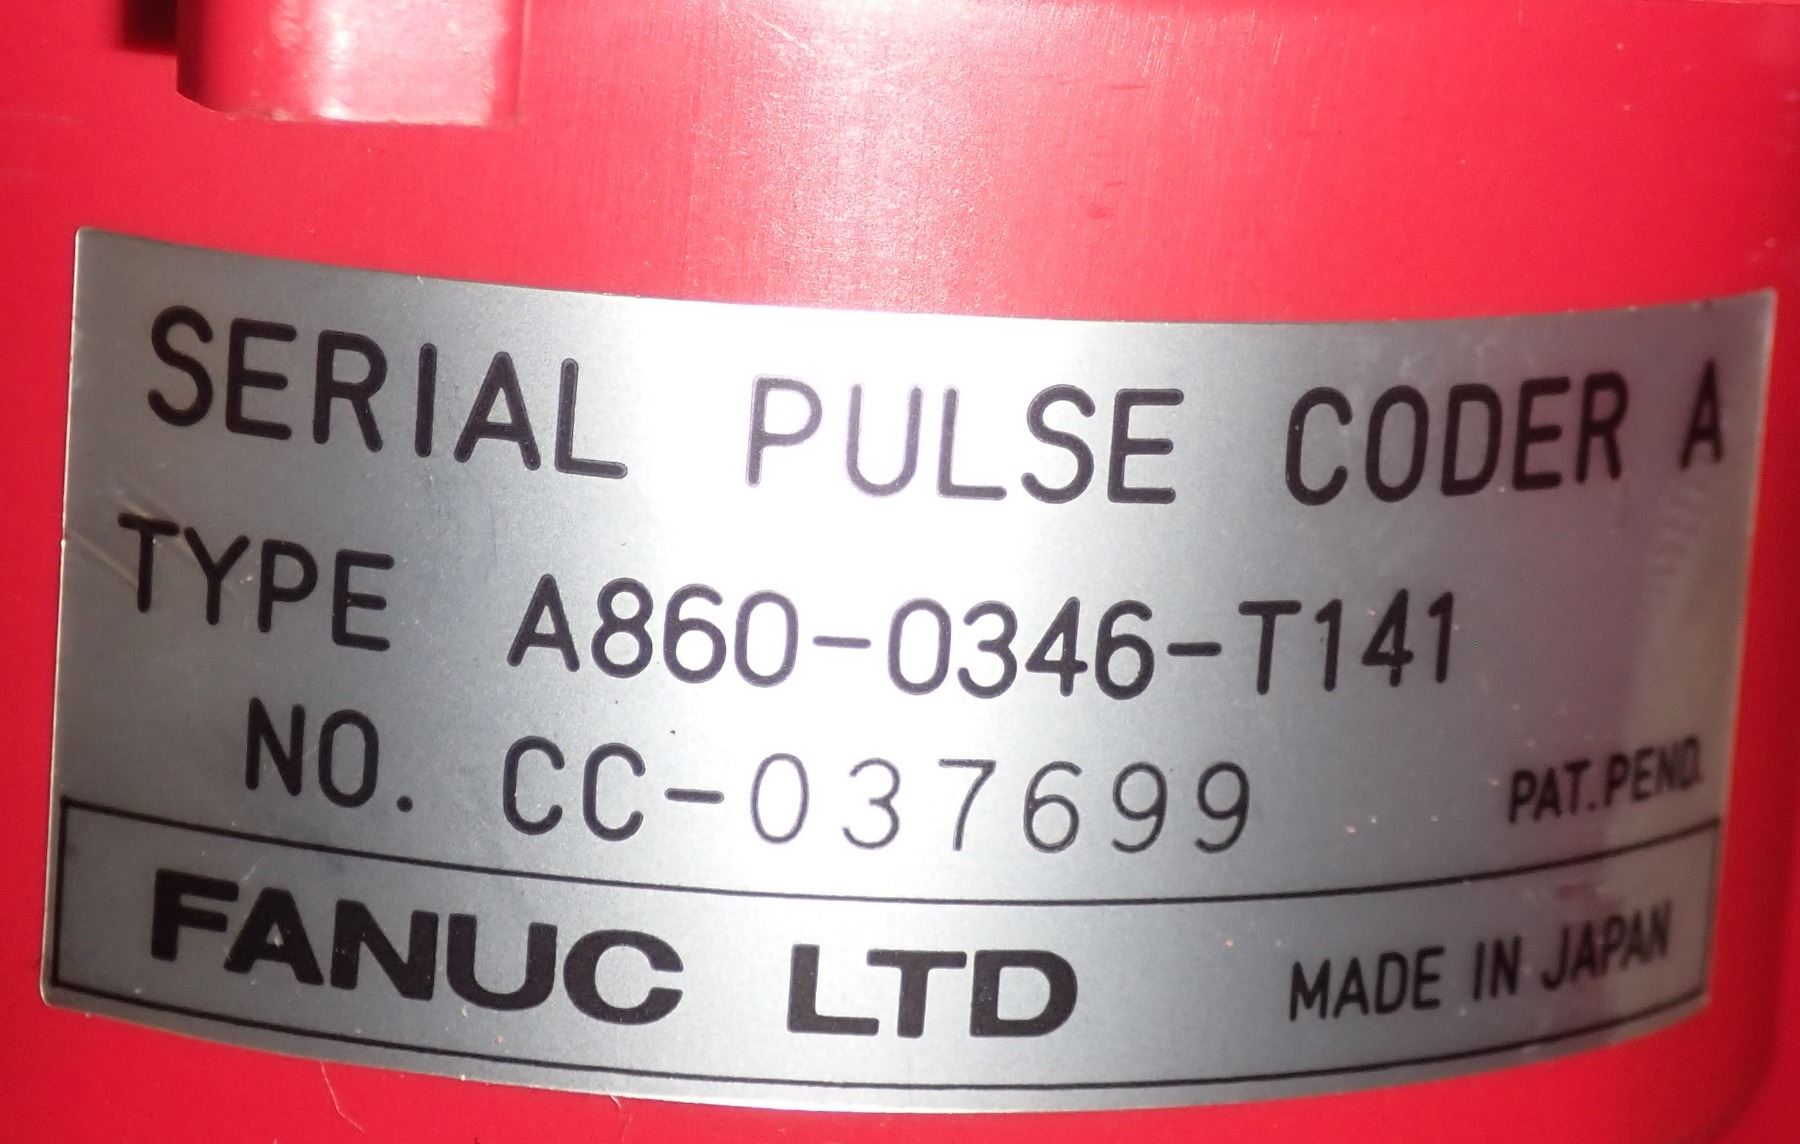 SERIAL PULSE CODER A
TYPE A860-0346-T141
NO. CC-037699 PAT.PEND.
FANUC LTD MADE IN JAPAN